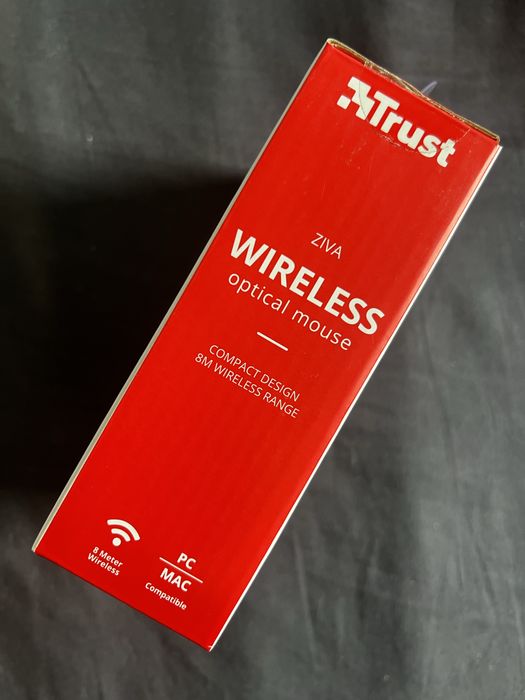 Trust
ZIVA
WIRELESS
optical mouse
COMPACT DESIGN
8M WIRELESS RANGE
8 Meter
Wireless
PC
MAC
Compatible